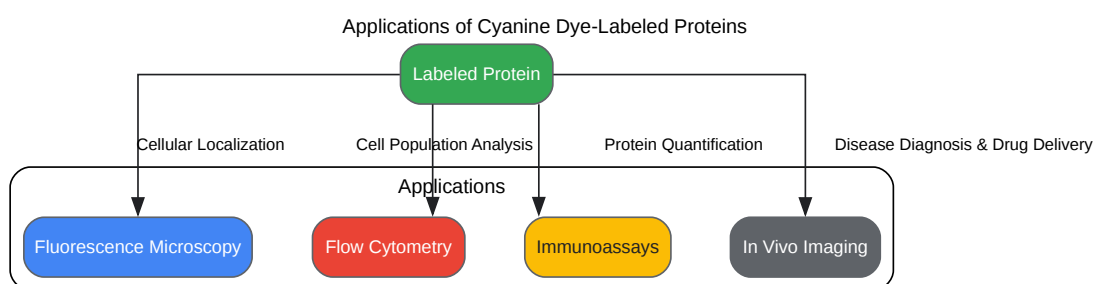 Applications of Cyanine Dye-Labeled Proteins
Labeled Protein
Cellular Localization
Cell Population Analysis
Protein Quantification
Disease Diagnosis & Drug Delivery
Applications
Fluorescence Microscopy
Flow Cytometry
Immunoassays
In Vivo Imaging